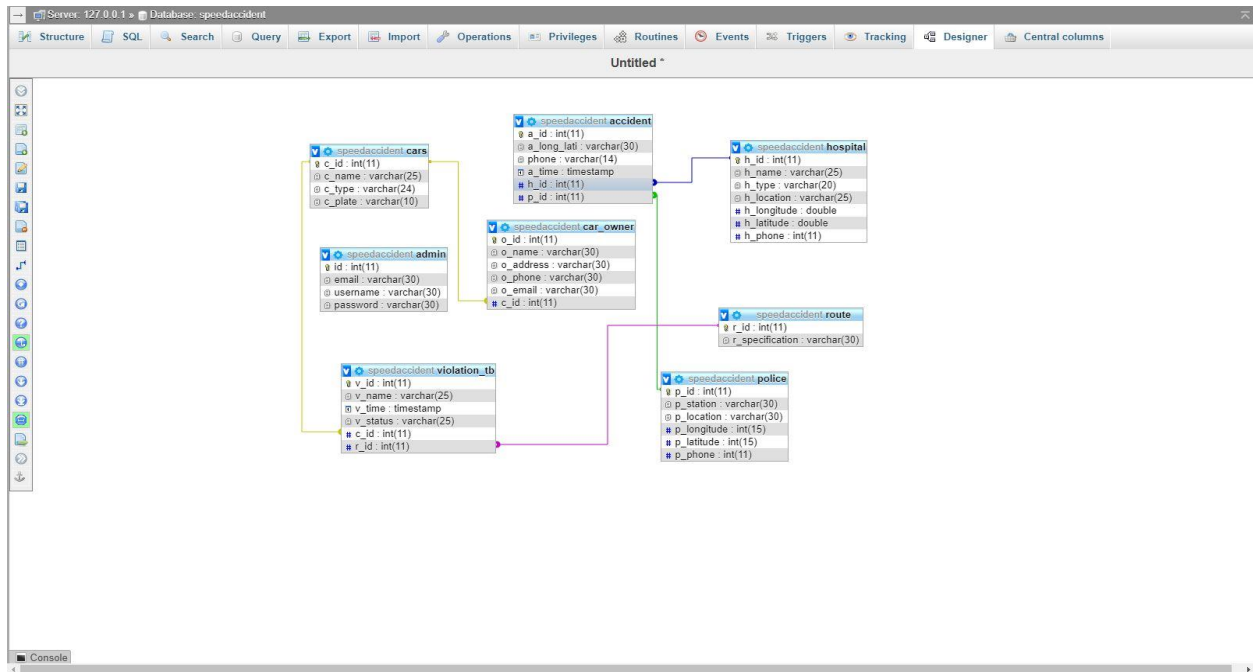 Server: 127.0.0.1 » Database: speedaccident
Structure SQL Search Query Export Import Operations Privileges Routines Events Triggers Tracking Designer Central columns
Untitled *
speedaccident accident
a_id : int(11)
a_long_lati : varchar(30)
phone : varchar(14)
a_time : timestamp
h_id : int(11)
p_id : int(11)
speedaccident hospital
h_id : int(11)
h_name : varchar(25)
h_type : varchar(20)
h_location : varchar(25)
h_longitude : double
h_latitude : double
h_phone : int(11)
speedaccident cars
c_id : int(11)
c_name : varchar(25)
c_type : varchar(24)
c_plate : varchar(10)
speedaccident car_owner
o_id : int(11)
o_name : varchar(30)
o_address : varchar(30)
o_phone : varchar(30)
o_email : varchar(30)
c_id : int(11)
speedaccident admin
id : int(11)
email : varchar(30)
username : varchar(30)
password : varchar(30)
speedaccident route
r_id : int(11)
r_specification : varchar(30)
speedaccident violation_tb
v_id : int(11)
v_name : varchar(25)
v_time : timestamp
v_status : varchar(25)
c_id : int(11)
r_id : int(11)
speedaccident police
p_id : int(11)
p_station : varchar(30)
p_location : varchar(30)
p_longitude : int(15)
p_latitude : int(15)
p_phone : int(11)
Console